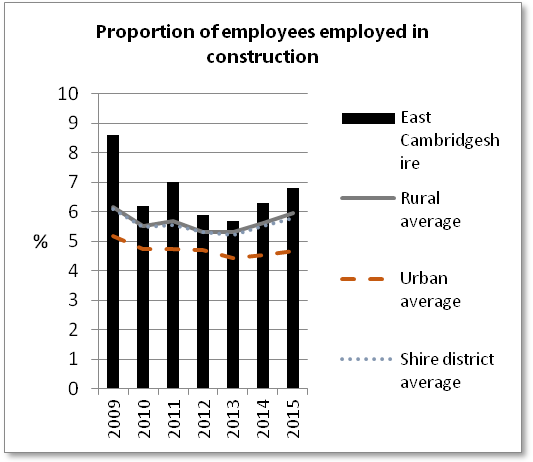 Proportion of employees employed in
construction
10
9
8
7
6
5
4
3
2
1
0
%
2009
2010
2011
2012
2013
2014
2015
East
Cambridgesh
ire
Rural
average
Urban
average
Shire district
average